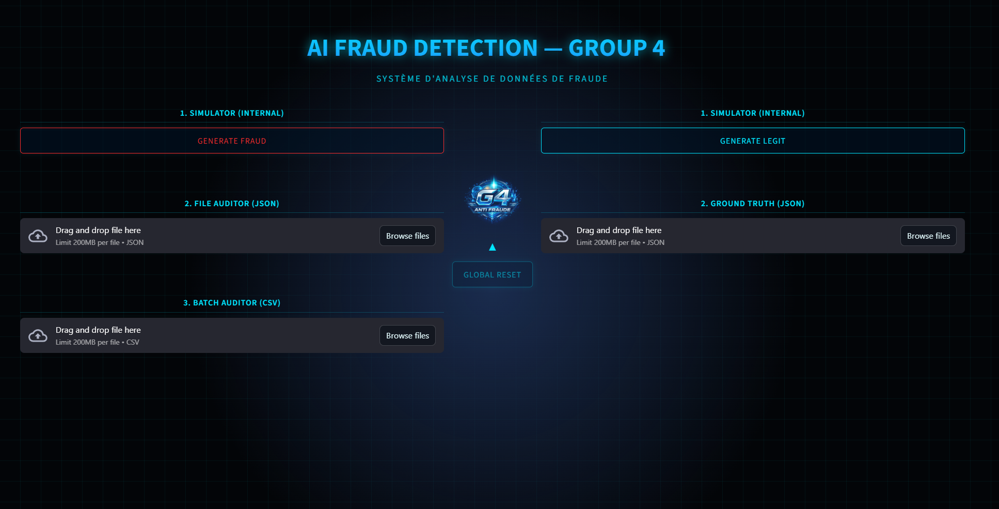 AI FRAUD DETECTION — GROUP 4
SYSTÈME D'ANALYSE DE DONNÉES DE FRAUDE
1. SIMULATOR (INTERNAL)
GENERATE FRAUD
2. FILE AUDITOR (JSON)
Drag and drop file here
Limit 200MB per file • JSON
Browse files
3. BATCH AUDITOR (CSV)
Drag and drop file here
Limit 200MB per file • CSV
Browse files
G4
ANTI FRAUDE
GLOBAL RESET
1. SIMULATOR (INTERNAL)
GENERATE LEGIT
2. GROUND TRUTH (JSON)
Drag and drop file here
Limit 200MB per file • JSON
Browse files